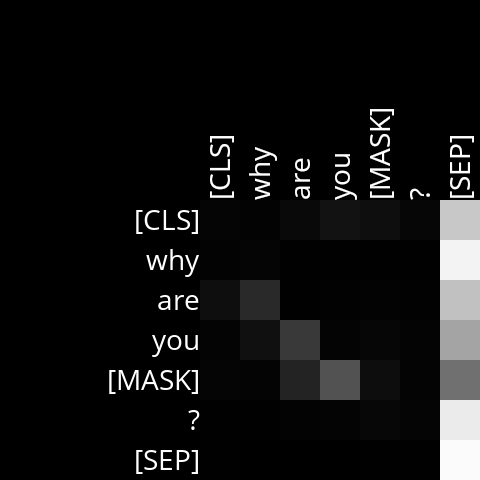 [CLS] why are you [MASK] ? [SEP]
[CLS]
why
are
you
[MASK]
?
[SEP]